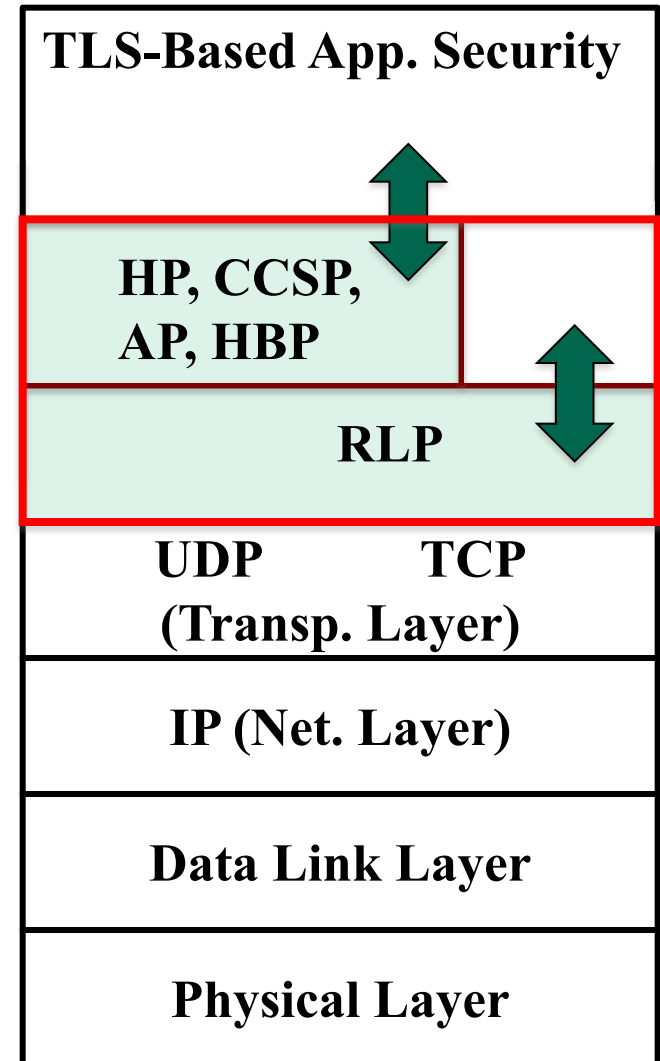 TLS-Based App. Security
HP, CCSP,
AP, HBP
RLP
UDP TCP
(Transp. Layer)
IP (Net. Layer)
Data Link Layer
Physical Layer